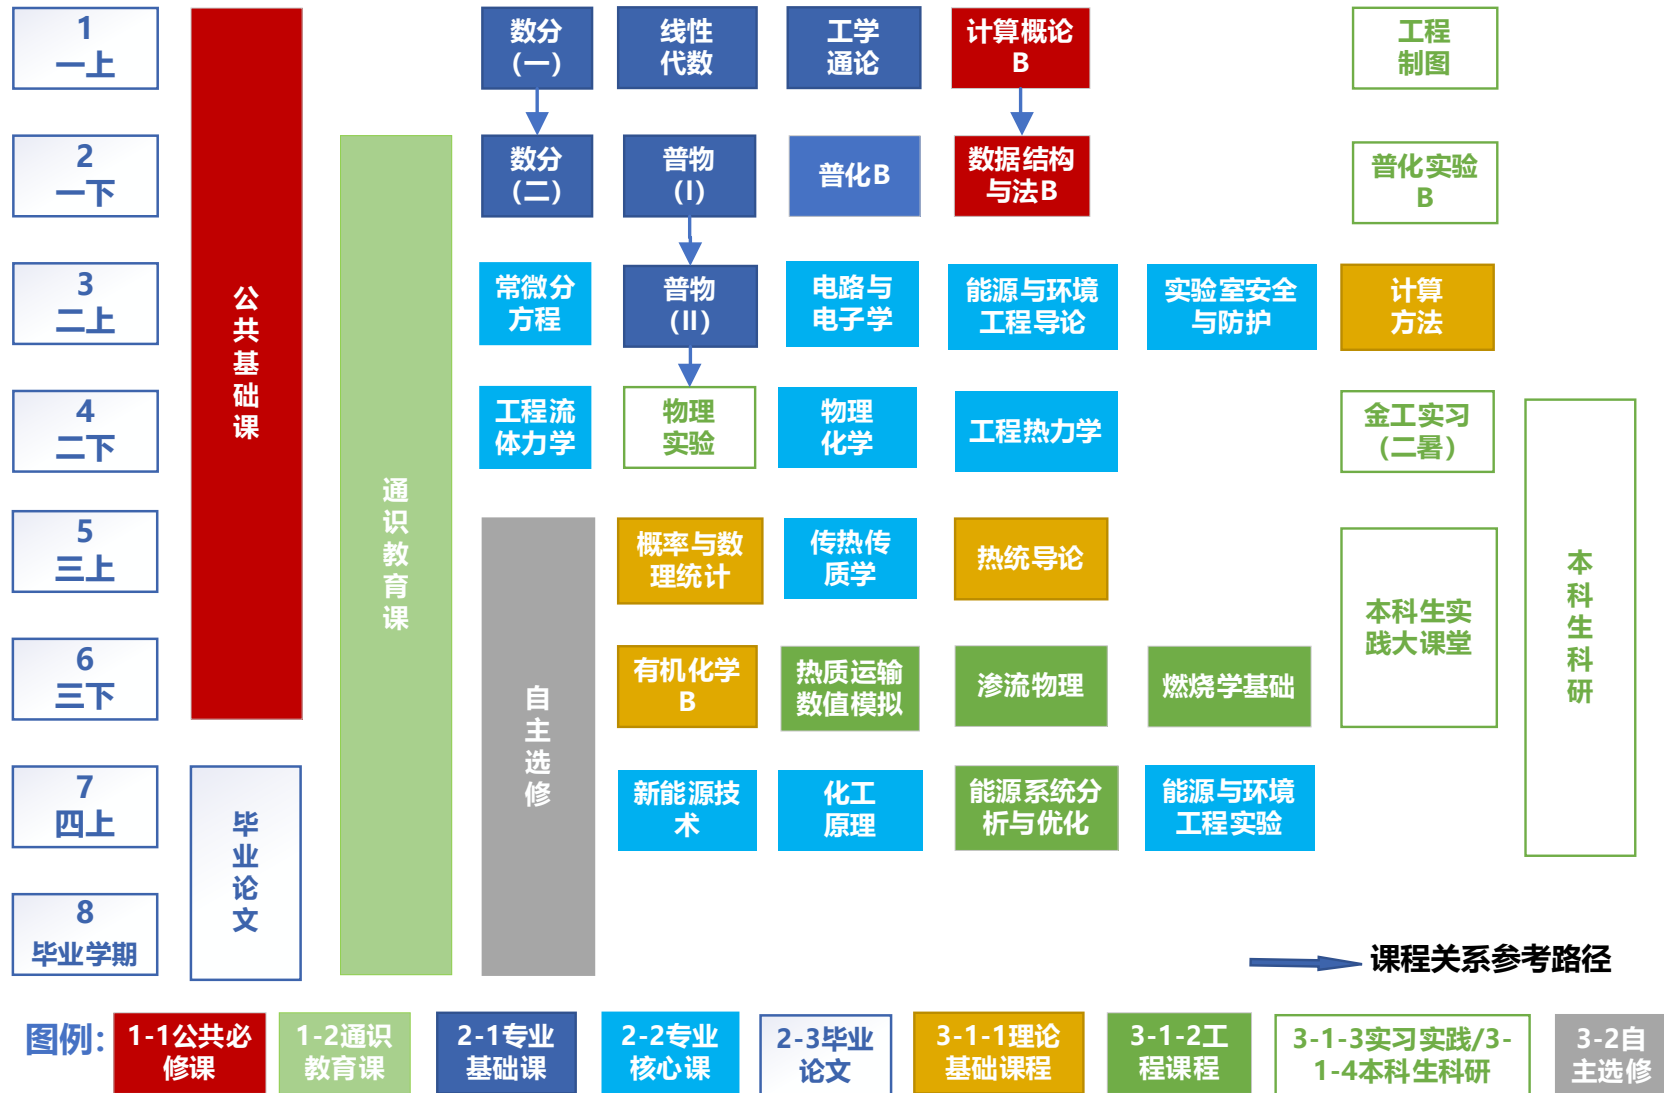 1
一上
数分
（一）
线性
代数
工学
通论
计算概论
B
工程
制图
2
一下
数分
（二）
普物
(I)
普化B
数据结构
与法B
普化实验
B
3
二上
常微分
方程
普物
(II)
电路与
电子学
能源与环境
工程导论
实验室安全
与防护
计算
方法
4
二下
工程流
体力学
物理
实验
物理
化学
工程热力学
金工实习
（二暑）
5
三上
概率与数
理统计
传热传
质学
热统导论
本科生实
践大课堂
6
三下
有机化学
B
热质运输
数值模拟
渗流物理
燃烧学基础
7
四上
新能源技
术
化工
原理
能源系统分
析与优化
能源与环境
工程实验
8
毕业学期
公共基础课
通识教育课
自主选修
毕业论文
本科生科研
课程关系参考路径
图例：
1-1公共必
修课
1-2通识
教育课
2-1专业
基础课
2-2专业
核心课
2-3毕业
论文
3-1-1理论
基础课程
3-1-2工
程课程
3-1-3实习实践/3-
1-4本科生科研
3-2自
主选修